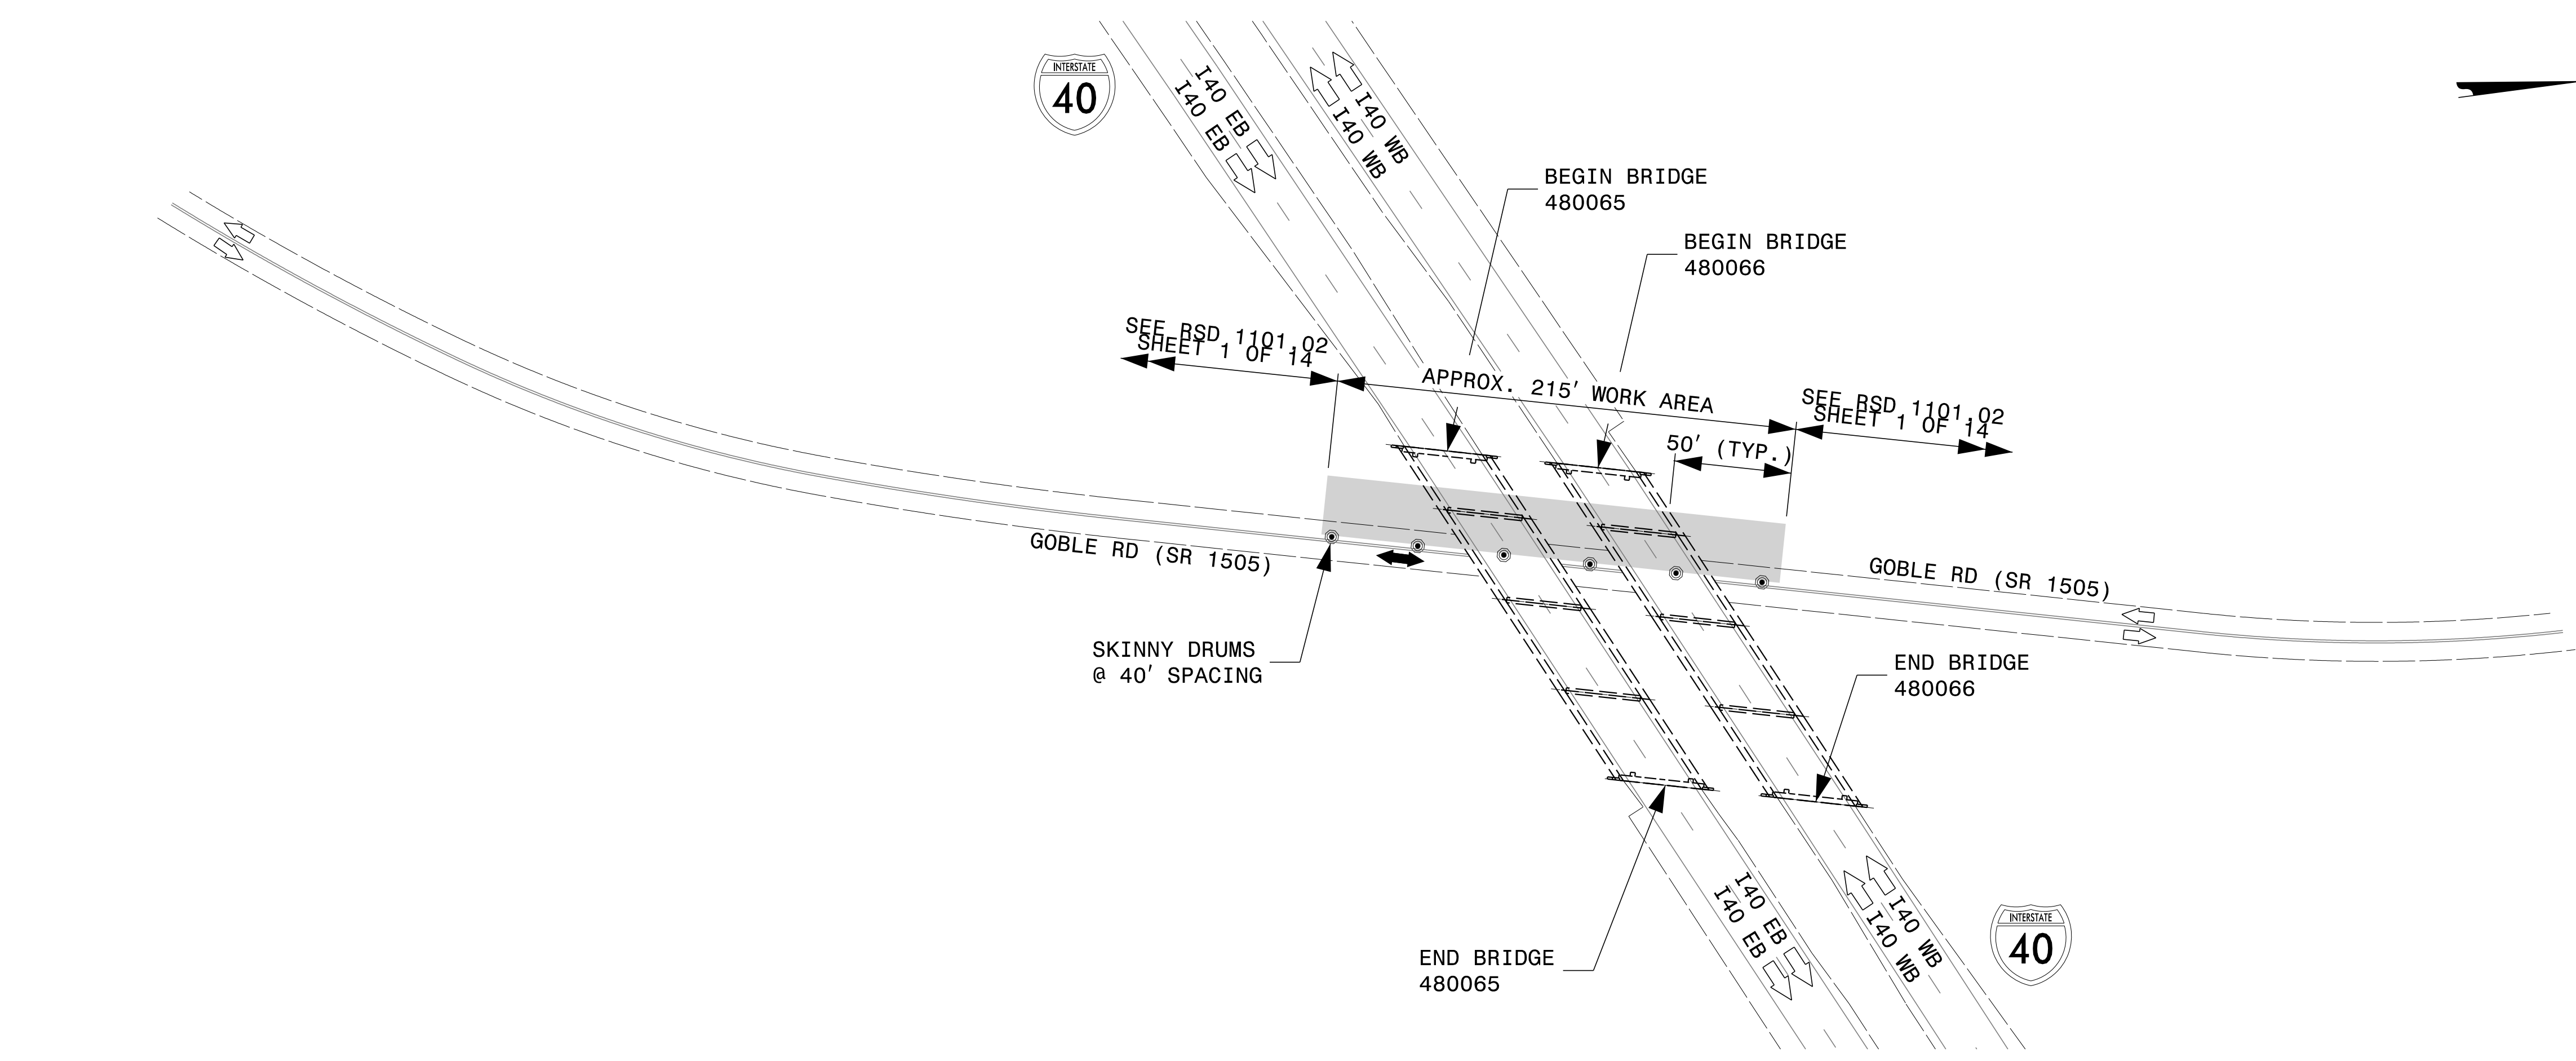 INTERSTATE
40
I40 EB
I40 EB
I40 WB
I40 WB
BEGIN BRIDGE
480065
BEGIN BRIDGE
480066
SEE RSD 1101.02
SHEET 1 OF 14
APPROX. 215' WORK AREA
SEE RSD 1101.02
SHEET 1 OF 14
50' (TYP.)
GOBLE RD (SR 1505)
GOBLE RD (SR 1505)
SKINNY DRUMS
@ 40' SPACING
END BRIDGE
480066
I40 EB
I40 EB
I40 WB
I40 WB
INTERSTATE
40
END BRIDGE
480065